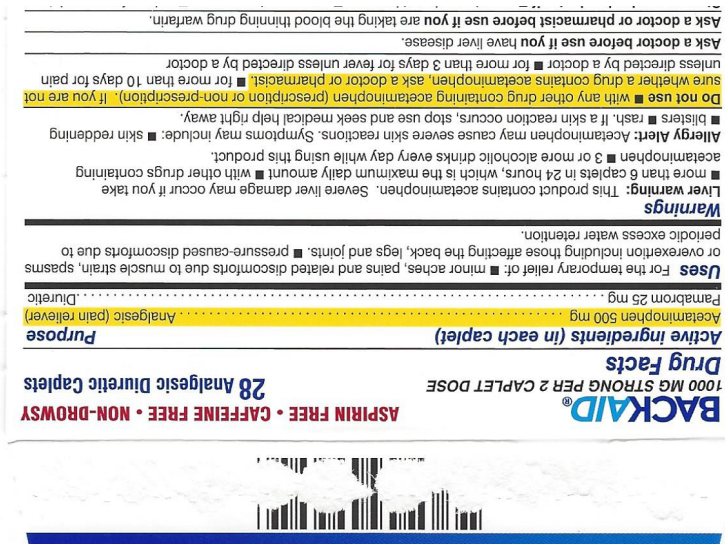 BACKAID®
ASPIRIN FREE • CAFFEINE FREE • NON-DROWSY
1000 MG STRONG PER 2 CAPLET DOSE
28 Analgesic Diuretic Caplets
Drug Facts
Active ingredients (in each caplet) Purpose
Acetaminophen 500 mg . . . . . . . . . . . . . . . . . . . . . . . . . . . . . . . . . . . . . . . . . . . . . Analgesic (pain reliever)
Pamabrom 25 mg . . . . . . . . . . . . . . . . . . . . . . . . . . . . . . . . . . . . . . . . . . . . . . . . . . . . . . . . . . . . . . Diuretic
Uses For the temporary relief of: ■ minor aches, pains and related discomforts due to muscle strain, spasms
or overexertion including those affecting the back, legs and joints. ■ pressure-caused discomforts due to
periodic excess water retention.
Warnings
Liver warning: This product contains acetaminophen. Severe liver damage may occur if you take
■ more than 6 caplets in 24 hours, which is the maximum daily amount ■ with other drugs containing
acetaminophen ■ 3 or more alcoholic drinks every day while using this product.
Allergy Alert: Acetaminophen may cause severe skin reactions. Symptoms may include: ■ skin reddening
■ blisters ■ rash. If a skin reaction occurs, stop use and seek medical help right away.
Do not use ■ with any other drug containing acetaminophen (prescription or non-prescription). If you are not
sure whether a drug contains acetaminophen, ask a doctor or pharmacist. ■ for more than 10 days for pain
unless directed by a doctor ■ for more than 3 days for fever unless directed by a doctor
Ask a doctor before use if you have liver disease.
Ask a doctor or pharmacist before use if you are taking the blood thinning drug warfarin.